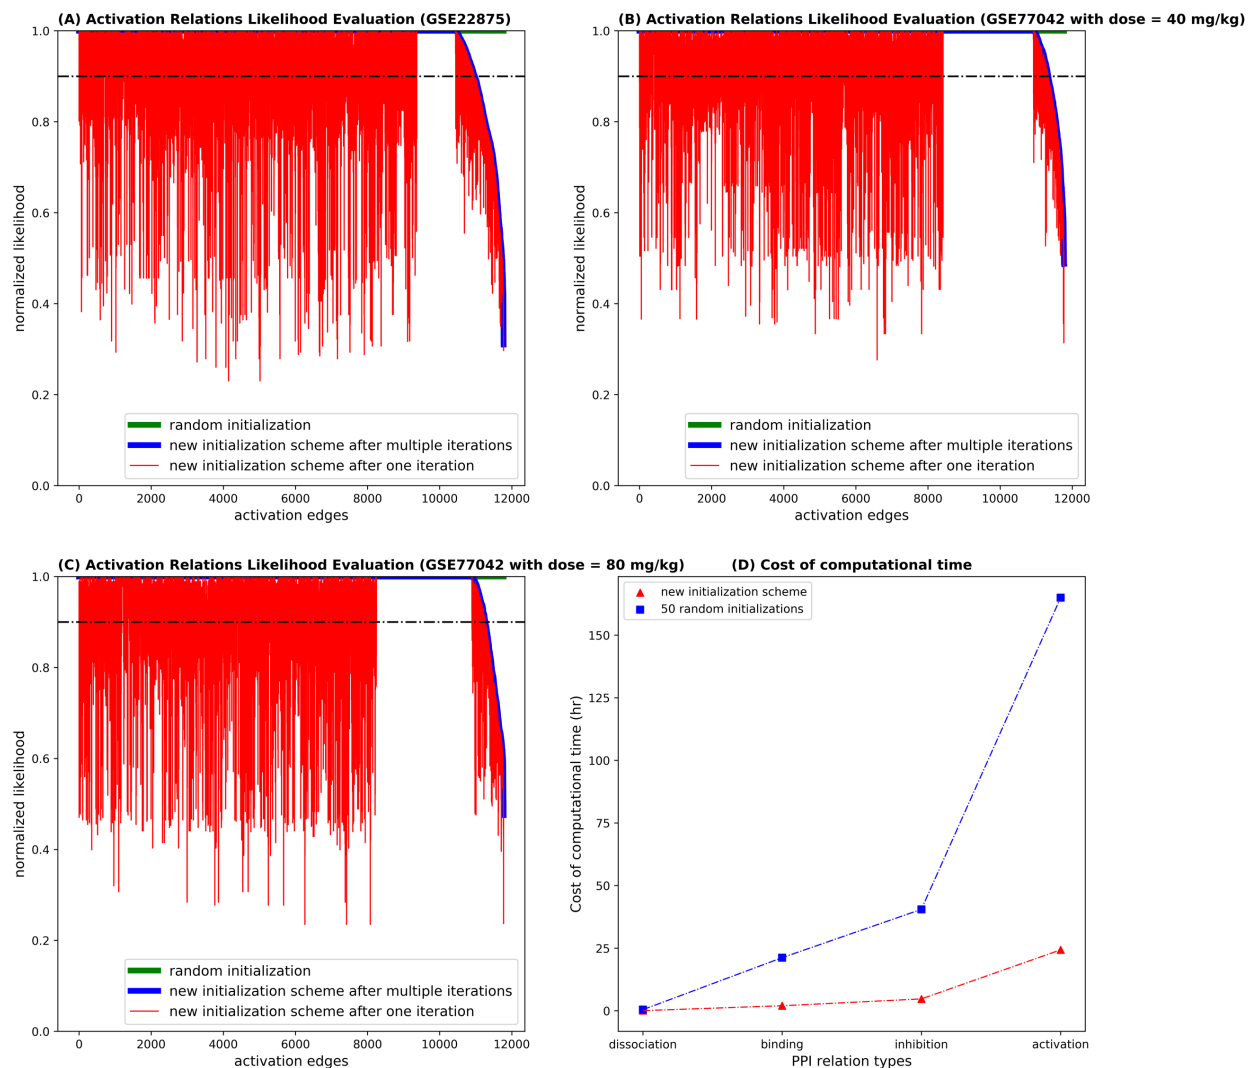 (A) Activation Relations Likelihood Evaluation (GSE22875)
1.0
0.8
0.6
0.4
0.2
0.0
normalized likelihood
random initialization
new initialization scheme after multiple iterations
new initialization scheme after one iteration
0 2000 4000 6000 8000 10000 12000
activation edges
(B) Activation Relations Likelihood Evaluation (GSE77042 with dose = 40 mg/kg)
1.0
0.8
0.6
0.4
0.2
0.0
normalized likelihood
random initialization
new initialization scheme after multiple iterations
new initialization scheme after one iteration
0 2000 4000 6000 8000 10000 12000
activation edges
(C) Activation Relations Likelihood Evaluation (GSE77042 with dose = 80 mg/kg)
1.0
0.8
0.6
0.4
0.2
0.0
normalized likelihood
random initialization
new initialization scheme after multiple iterations
new initialization scheme after one iteration
0 2000 4000 6000 8000 10000 12000
activation edges
(D) Cost of computational time
new initialization scheme
50 random initializations
150
125
100
75
50
25
0
Cost of computational time (hr)
dissociation binding inhibition activation
PPI relation types